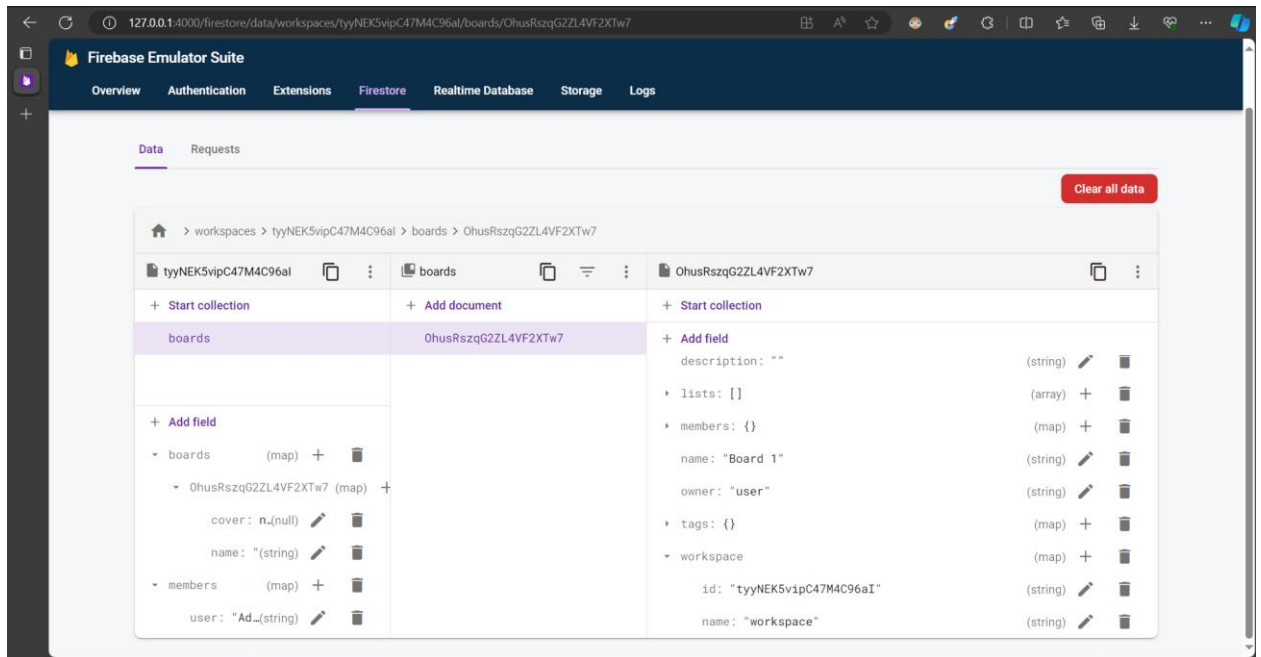 127.0.0.1:4000/firestore/data/workspaces/tyyNEK5vipC47M4C96al/boards/OhusRszqG2ZL4VF2XTw7
Firebase Emulator Suite
Overview Authentication Extensions Firestore Realtime Database Storage Logs
Data Requests
Clear all data
> workspaces > tyyNEK5vipC47M4C96al > boards > OhusRszqG2ZL4VF2XTw7
tyyNEK5vipC47M4C96al
+ Start collection
boards
+ Add field
boards (map)
OhusRszqG2ZL4VF2XTw7 (map)
cover: n…(null)
name: "(string)
members (map)
user: "Ad…(string)
boards
+ Add document
OhusRszqG2ZL4VF2XTw7
OhusRszqG2ZL4VF2XTw7
+ Start collection
+ Add field
description: "" (string)
lists: [] (array)
members: {} (map)
name: "Board 1" (string)
owner: "user" (string)
tags: {} (map)
workspace (map)
id: "tyyNEK5vipC47M4C96aI" (string)
name: "workspace" (string)